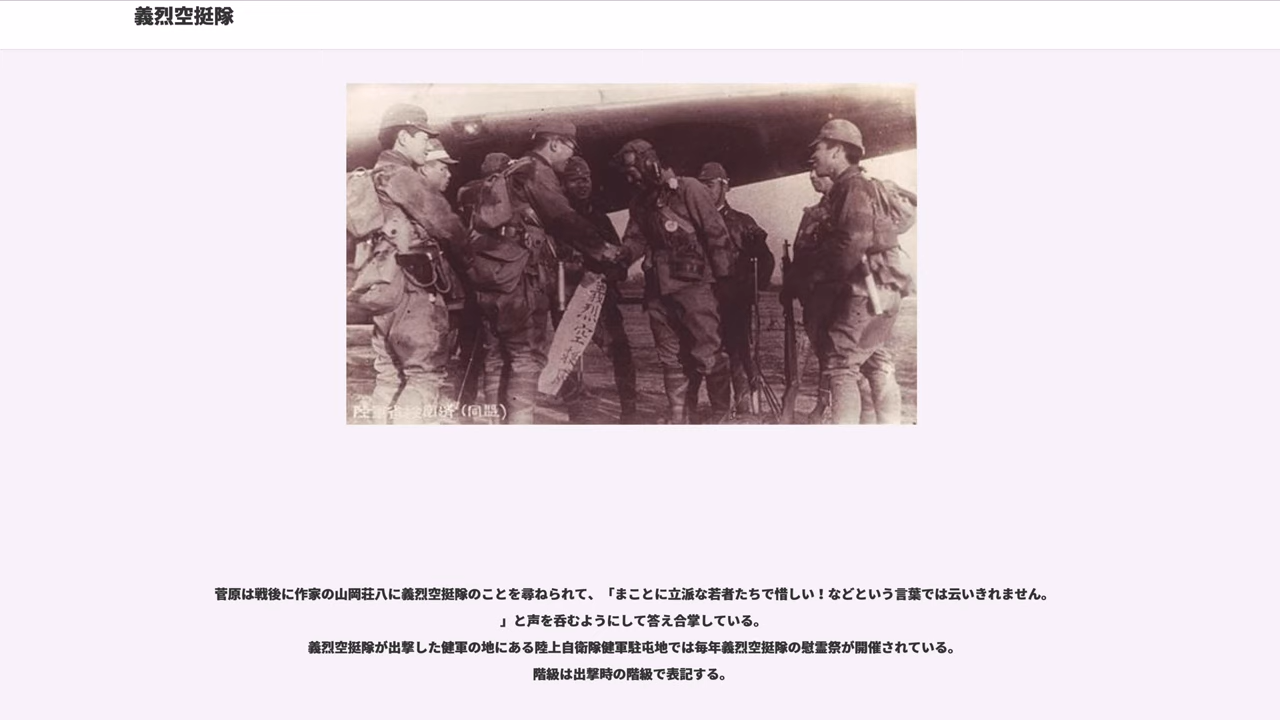 義烈空挺隊
義烈空
(同盟)
菅原は戦後に作家の山岡荘八に義烈空挺隊のことを尋ねられて、「まことに立派な若者たちで惜しい！などという言葉では云いきれません。
」と声を呑むようにして答え合掌している。
義烈空挺隊が出撃した健軍の地にある陸上自衛隊健軍駐屯地では毎年義烈空挺隊の慰霊祭が開催されている。
階級は出撃時の階級で表記する。